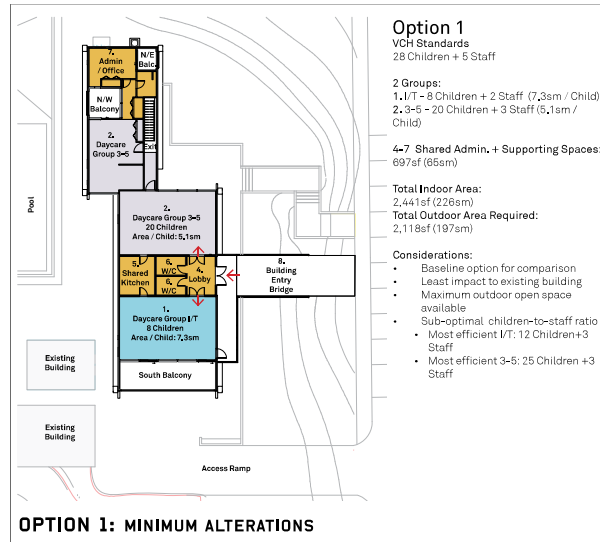 7.
Admin
/ Office
N/E
Balc.
N/W
Balcony
2.
Daycare
Group 3-5
Exit
Pool
2.
Daycare Group 3-5
20 Children
Area / Child: 5.1sm
5.
Shared
Kitchen
6.
W/C
6.
W/C
4.
Lobby
8.
Building
Entry
Bridge
1.
Daycare Group I/T
8 Children
Area / Child: 7.3sm
South Balcony
Existing
Building
Existing
Building
Access Ramp
Option 1
VCH Standards
28 Children + 5 Staff
2 Groups:
1. I/T - 8 Children + 2 Staff (7.3sm / Child)
2. 3-5 - 20 Children + 3 Staff (5.1sm /
Child)
4-7 Shared Admin. + Supporting Spaces:
697sf (65sm)
Total Indoor Area:
2,441sf (226sm)
Total Outdoor Area Required:
2,118sf (197sm)
Considerations:
• Baseline option for comparison
• Least impact to existing building
• Maximum outdoor open space
available
• Sub-optimal children-to-staff ratio
• Most efficient I/T: 12 Children+3
Staff
• Most efficient 3-5: 25 Children +3
Staff
OPTION 1: MINIMUM ALTERATIONS